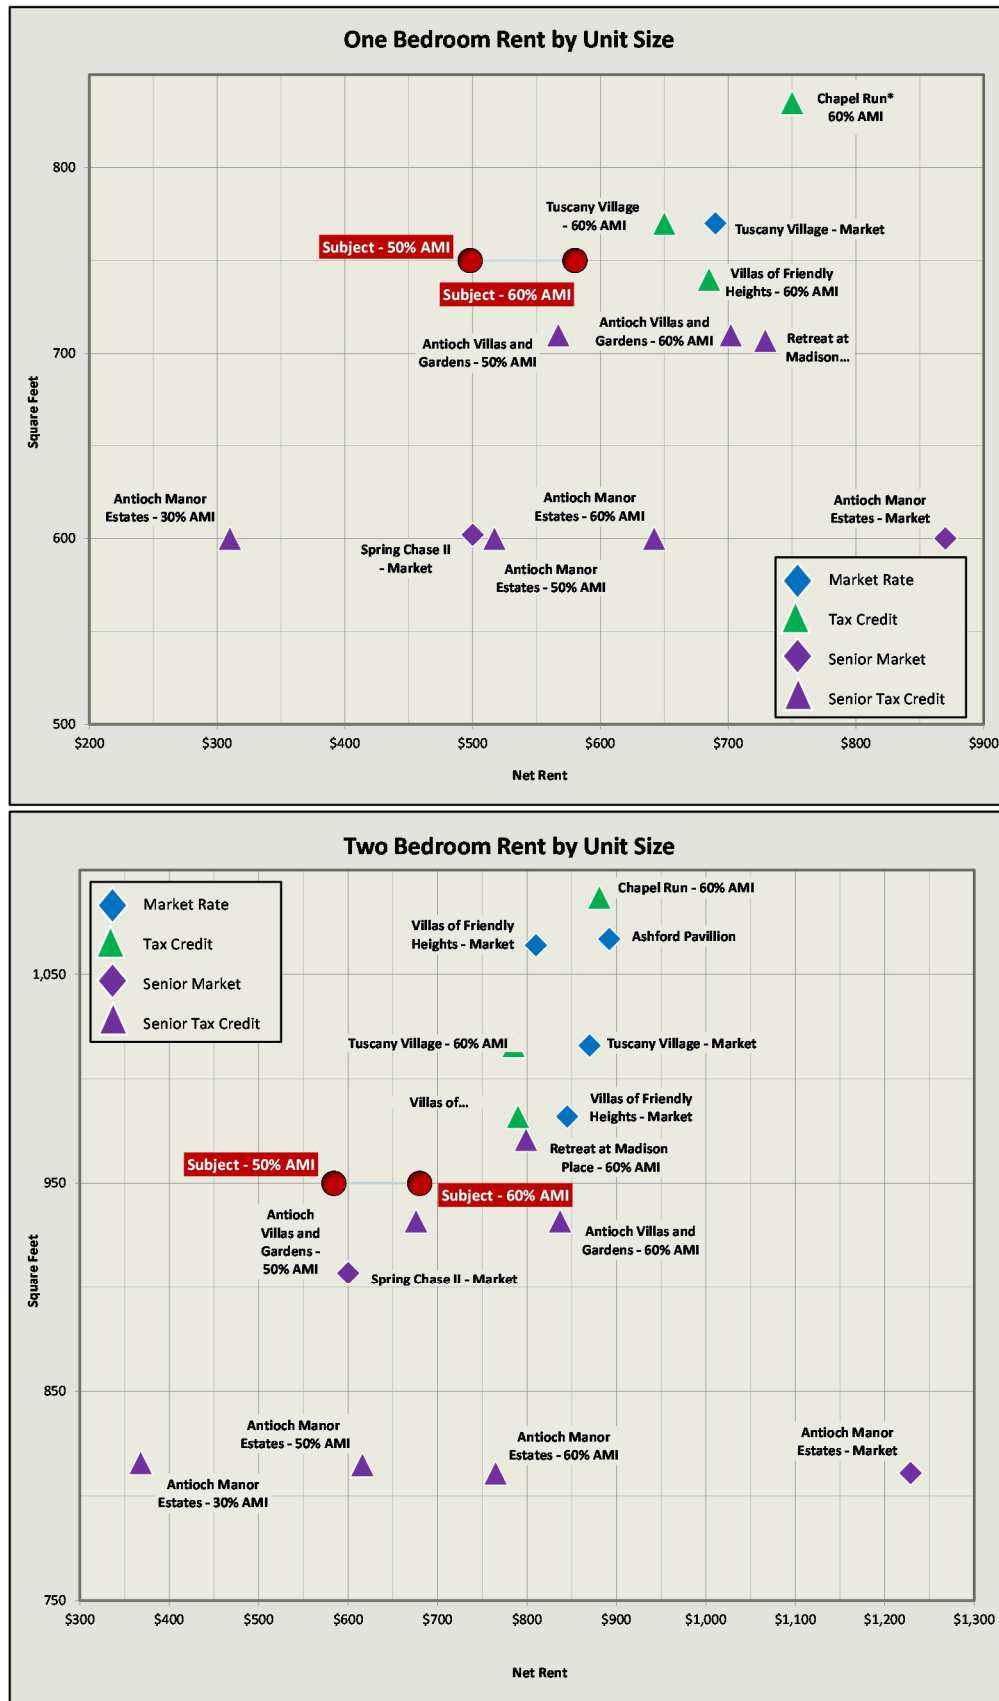 One Bedroom Rent by Unit Size
Chapel Run*
60% AMI
800
Tuscany Village
- 60% AMI
Tuscany Village - Market
Subject - 50% AMI
Subject - 60% AMI
Villas of Friendly
Heights - 60% AMI
Antioch Villas and
Gardens - 60% AMI
Antioch Villas and
Gardens - 50% AMI
Retreat at
Madison...
700
Square Feet
Antioch Manor
Estates - 30% AMI
Antioch Manor
Estates - 60% AMI
Antioch Manor
Estates - Market
600
Spring Chase II
- Market
Antioch Manor
Estates - 50% AMI
Market Rate
Tax Credit
Senior Market
Senior Tax Credit
500
$200 $300 $400 $500 $600 $700 $800 $900
Net Rent
Two Bedroom Rent by Unit Size
Market Rate
Tax Credit
Senior Market
Senior Tax Credit
Chapel Run - 60% AMI
Villas of Friendly
Heights - Market
Ashford Pavillion
1,050
Tuscany Village - 60% AMI
Tuscany Village - Market
Villas of...
Villas of Friendly
Heights - Market
Retreat at Madison
Place - 60% AMI
Subject - 50% AMI
950
Subject - 60% AMI
Antioch
Villas and
Gardens -
50% AMI
Antioch Villas and
Gardens - 60% AMI
Spring Chase II - Market
Square Feet
850
Antioch Manor
Estates - 50% AMI
Antioch Manor
Estates - 60% AMI
Antioch Manor
Estates - Market
Antioch Manor
Estates - 30% AMI
750
$300 $400 $500 $600 $700 $800 $900 $1,000 $1,100 $1,200 $1,300
Net Rent